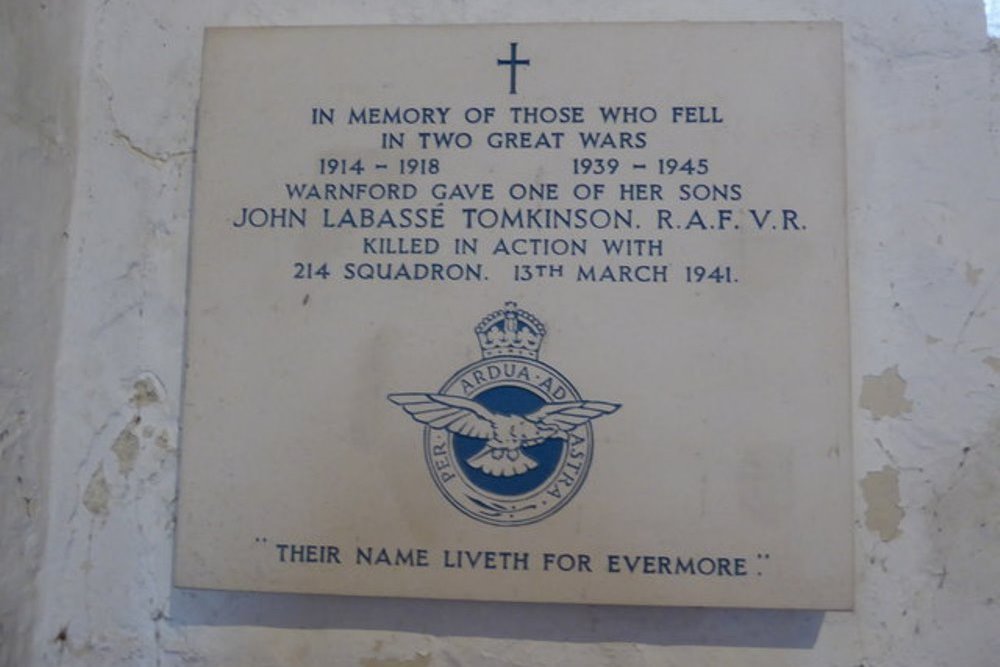 IN MEMORY OF THOSE WHO FELL
IN TWO GREAT WARS
1914 - 1918 1939 - 1945
WARNFORD GAVE ONE OF HER SONS
JOHN LABASSÉ TOMKINSON. R.A.F. V.R.
KILLED IN ACTION WITH
214 SQUADRON. 13TH MARCH 1941.
PER · ARDUA · AD · ASTRA ·
"THEIR NAME LIVETH FOR EVERMORE."